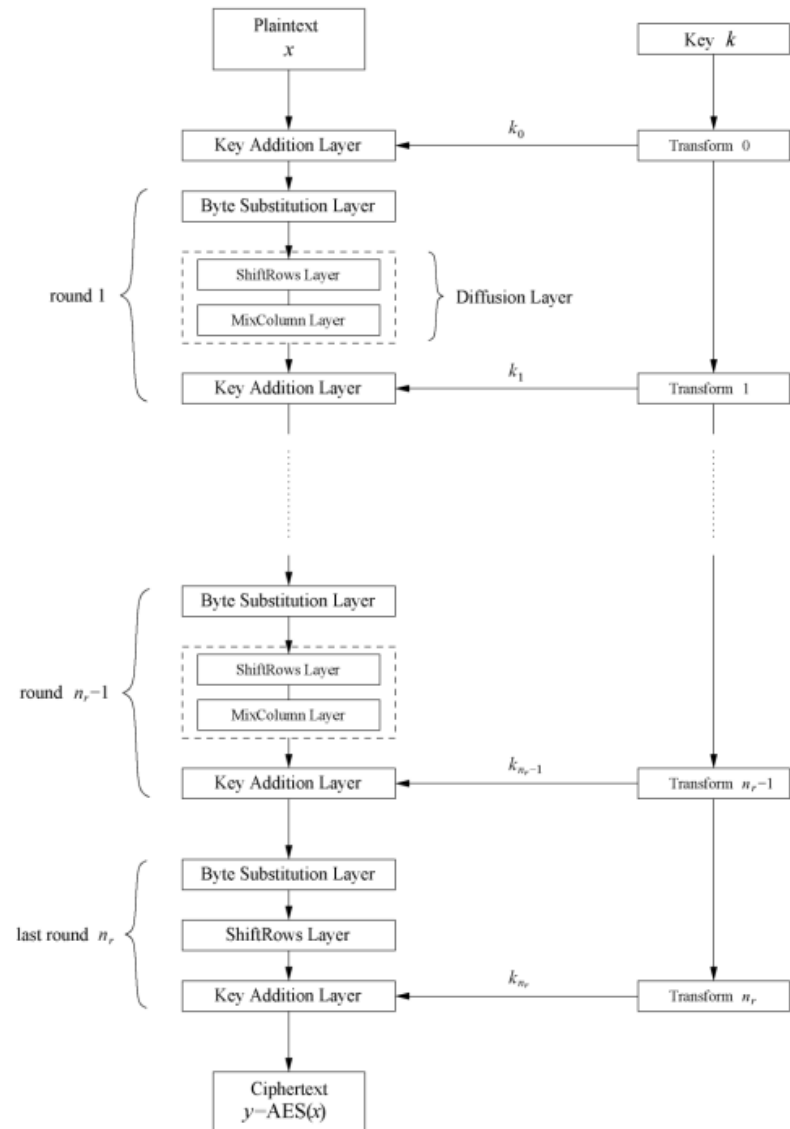 Plaintext
x
Key k
Key Addition Layer
k₀
Transform 0
Byte Substitution Layer
round 1
ShiftRows Layer
MixColumn Layer
Diffusion Layer
Key Addition Layer
k₁
Transform 1
Byte Substitution Layer
round nᵣ−1
ShiftRows Layer
MixColumn Layer
Key Addition Layer
kₙᵣ₋₁
Transform nᵣ−1
Byte Substitution Layer
last round nᵣ
ShiftRows Layer
Key Addition Layer
kₙᵣ
Transform nᵣ
Ciphertext
y−AES(x)